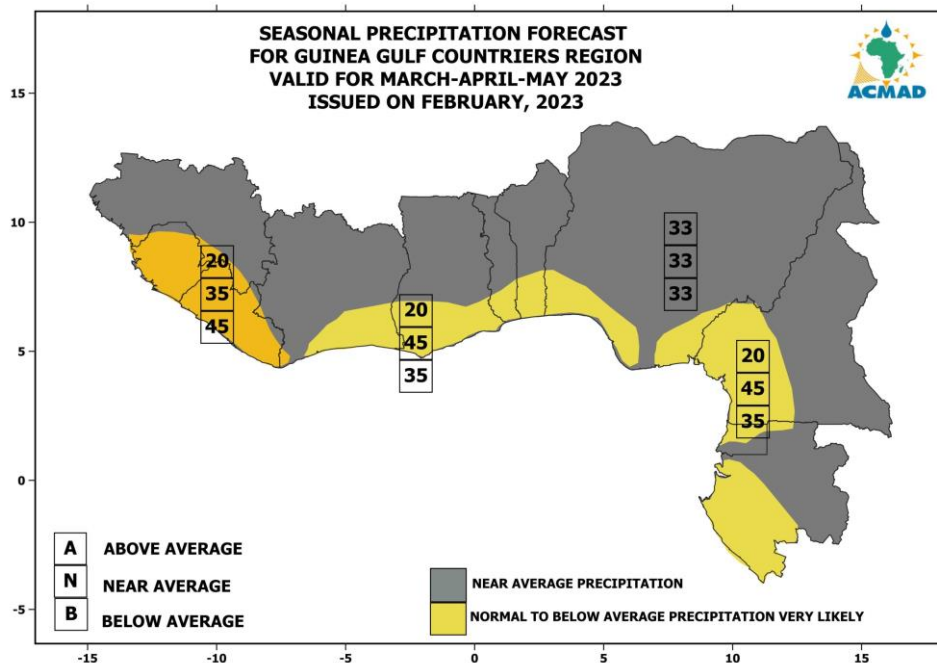 SEASONAL PRECIPITATION FORECAST
FOR GUINEA GULF COUNTRIERS REGION
VALID FOR MARCH-APRIL-MAY 2023
ISSUED ON FEBRUARY, 2023
ACMAD
15
10
5
0
-5
33
33
33
20
35
45
20
45
35
20
45
35
A ABOVE AVERAGE
N NEAR AVERAGE
B BELOW AVERAGE
NEAR AVERAGE PRECIPITATION
NORMAL TO BELOW AVERAGE PRECIPITATION VERY LIKELY
-15 -10 -5 0 5 10 15